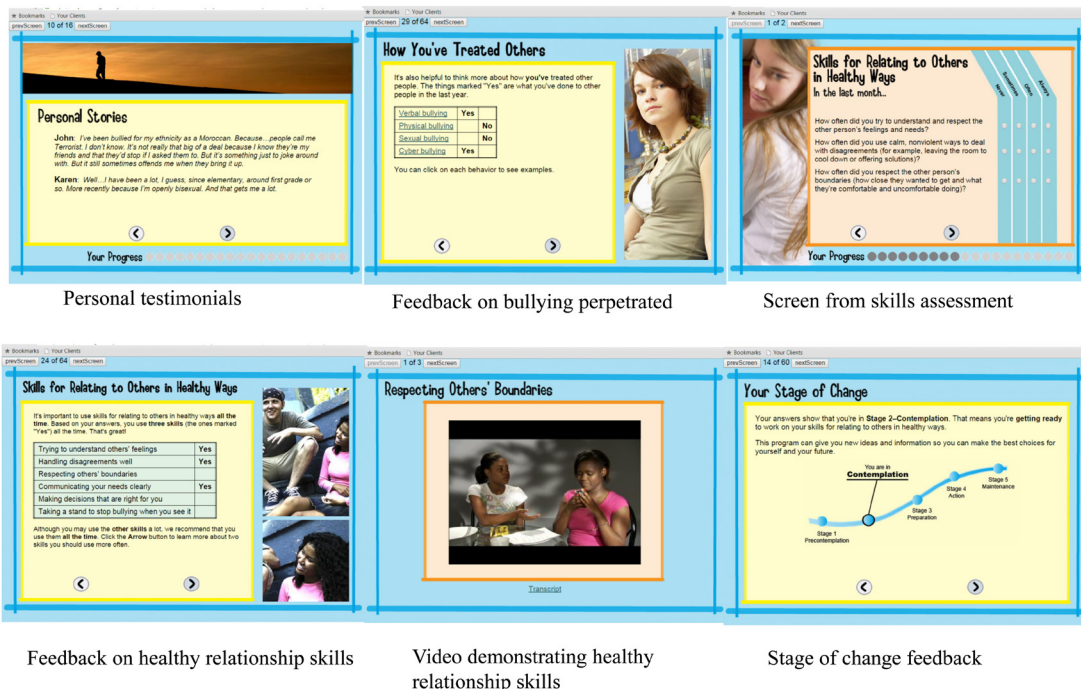 ★ Bookmarks Your Clients
prevScreen 10 of 16 nextScreen
Personal Stories
John: I've been bullied for my ethnicity as a Moroccan. Because...people call me
Terrorist. I don't know. It's not really that big of a deal because I know they're my
friends and that they'd stop if I asked them to. But it's something just to joke around
with. But it still sometimes offends me when they bring it up.
Karen: Well...I have been a lot, I guess, since elementary, around first grade or
so. More recently because I'm openly bisexual. And that gets me a lot.
Your Progress
Personal testimonials
★ Bookmarks Your Clients
prevScreen 29 of 64 nextScreen
How You've Treated Others
It's also helpful to think more about how you've treated other
people. The things marked "Yes" are what you've done to other
people in the last year.
Verbal bullying Yes
Physical bullying No
Sexual bullying No
Cyber bullying Yes
You can click on each behavior to see examples.
Feedback on bullying perpetrated
★ Bookmarks Your Clients
prevScreen 1 of 2 nextScreen
Skills for Relating to Others
in Healthy Ways
In the last month...
Never Sometimes Often Always
How often did you try to understand and respect the
other person's feelings and needs?
How often did you use calm, nonviolent ways to deal
with disagreements (for example, leaving the room to
cool down or offering solutions)?
How often did you respect the other person's
boundaries (how close they wanted to get and what
they're comfortable and uncomfortable doing)?
Your Progress
Screen from skills assessment
★ Bookmarks Your Clients
prevScreen 24 of 64 nextScreen
Skills for Relating to Others in Healthy Ways
It's important to use skills for relating to others in healthy ways all the
time. Based on your answers, you use three skills (the ones marked
"Yes") all the time. That's great!
Trying to understand others' feelings Yes
Handling disagreements well Yes
Respecting others' boundaries
Communicating your needs clearly Yes
Making decisions that are right for you
Taking a stand to stop bullying when you see it
Although you may use the other skills a lot, we recommend that you
use them all the time. Click the Arrow button to learn more about two
skills you should use more often.
Feedback on healthy relationship skills
★ Bookmarks Your Clients
prevScreen 1 of 3 nextScreen
Respecting Others' Boundaries
Transcript
Video demonstrating healthy
relationship skills
★ Bookmarks Your Clients
prevScreen 14 of 60 nextScreen
Your Stage of Change
Your answers show that you're in Stage 2–Contemplation. That means you're getting ready
to work on your skills for relating to others in healthy ways.
This program can give you new ideas and information so you can make the best choices for
yourself and your future.
You are in
Contemplation
Stage 1
Precontemplation
Stage 3
Preparation
Stage 4
Action
Stage 5
Maintenance
Stage of change feedback